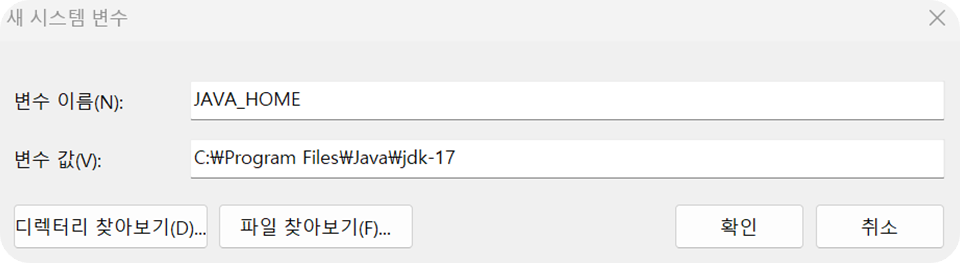 새 시스템 변수
변수 이름(N): JAVA_HOME
변수 값(V): C:₩Program Files₩Java₩jdk-17
디렉터리 찾아보기(D)... 파일 찾아보기(F)... 확인 취소